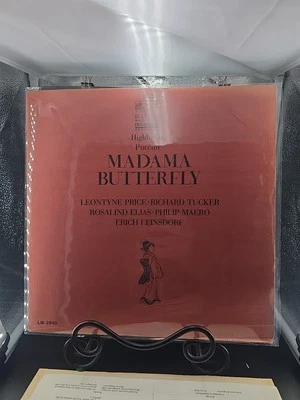 Highlights
Puccini
MADAMA
BUTTERFLY
LEONTYNE PRICE · RICHARD TUCKER
ROSALIND ELIAS · PHILIP MAERO
ERICH LEINSDORF